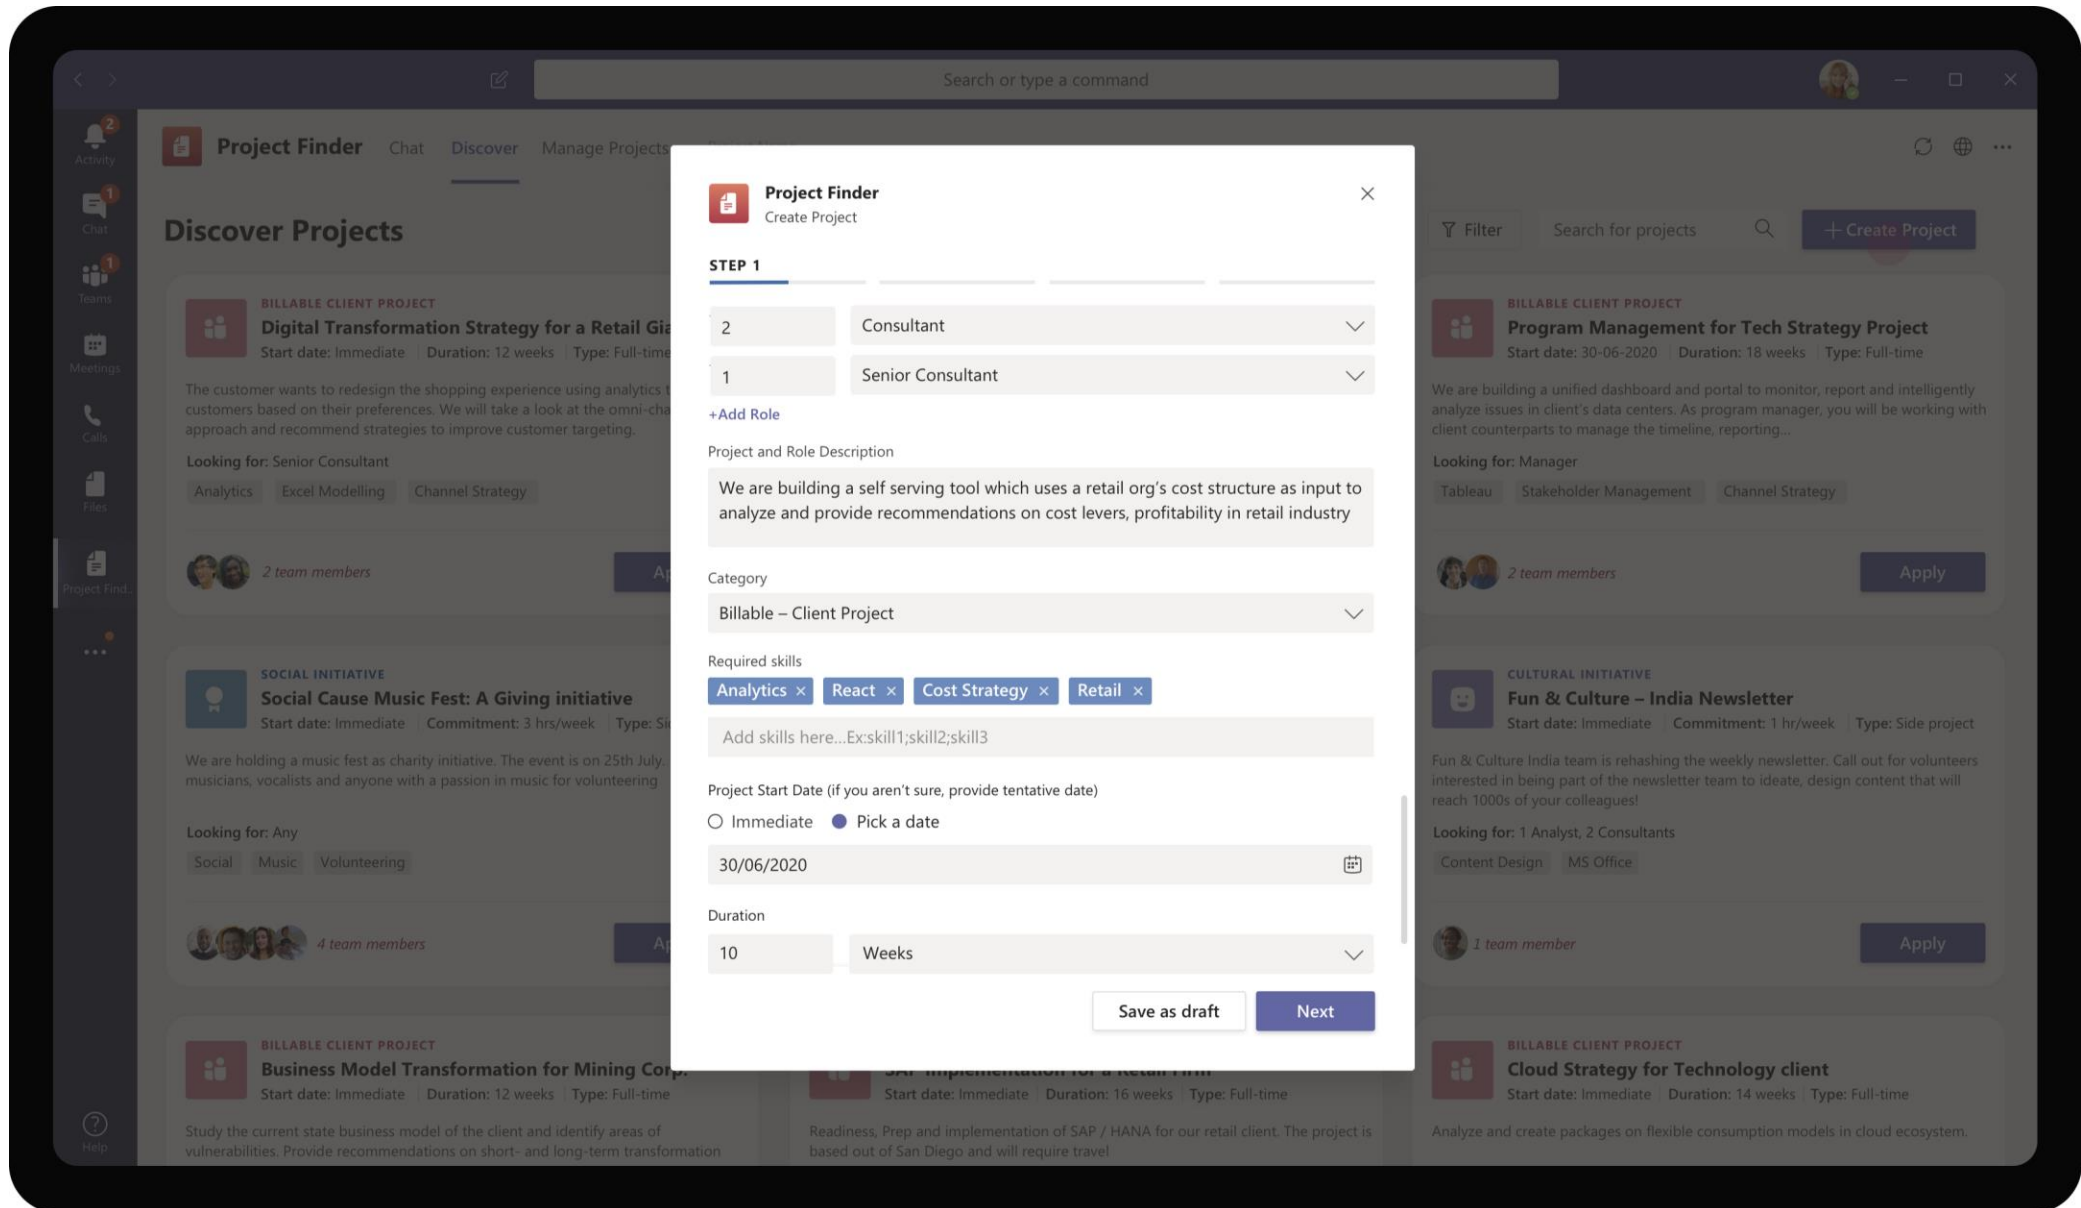 Search or type a command
2
Activity
1
Chat
1
Teams
Meetings
Calls
Files
Project Find..
Help
Project Finder Chat Discover Manage Projects
Discover Projects
Filter
Search for projects
+ Create Project
BILLABLE CLIENT PROJECT
Digital Transformation Strategy for a Retail Gia
Start date: Immediate Duration: 12 weeks Type: Full-time
The customer wants to redesign the shopping experience using analytics t
customers based on their preferences. We will take a look at the omni-cha
approach and recommend strategies to improve customer targeting.
Looking for: Senior Consultant
Analytics Excel Modelling Channel Strategy
2 team members
Ap
SOCIAL INITIATIVE
Social Cause Music Fest: A Giving initiative
Start date: Immediate Commitment: 3 hrs/week Type: Si
We are holding a music fest as charity initiative. The event is on 25th July..
musicians, vocalists and anyone with a passion in music for volunteering
Looking for: Any
Social Music Volunteering
4 team members
Ap
BILLABLE CLIENT PROJECT
Business Model Transformation for Mining Corp.
Start date: Immediate Duration: 12 weeks Type: Full-time
Study the current state business model of the client and identify areas of
vulnerabilities. Provide recommendations on short- and long-term transformation
Project Finder
Create Project
STEP 1
2 Consultant
1 Senior Consultant
+Add Role
Project and Role Description
We are building a self serving tool which uses a retail org's cost structure as input to
analyze and provide recommendations on cost levers, profitability in retail industry
Category
Billable – Client Project
Required skills
Analytics × React × Cost Strategy × Retail ×
Add skills here...Ex:skill1;skill2;skill3
Project Start Date (if you aren't sure, provide tentative date)
Immediate Pick a date
30/06/2020
Duration
10 Weeks
Save as draft Next
SAP Implementation for a Retail Firm
Start date: Immediate Duration: 16 weeks Type: Full-time
Readiness, Prep and implementation of SAP / HANA for our retail client. The project is
based out of San Diego and will require travel
BILLABLE CLIENT PROJECT
Program Management for Tech Strategy Project
Start date: 30-06-2020 Duration: 18 weeks Type: Full-time
We are building a unified dashboard and portal to monitor, report and intelligently
analyze issues in client's data centers. As program manager, you will be working with
client counterparts to manage the timeline, reporting...
Looking for: Manager
Tableau Stakeholder Management Channel Strategy
2 team members
Apply
CULTURAL INITIATIVE
Fun & Culture – India Newsletter
Start date: Immediate Commitment: 1 hr/week Type: Side project
Fun & Culture India team is rehashing the weekly newsletter. Call out for volunteers
interested in being part of the newsletter team to ideate, design content that will
reach 1000s of your colleagues!
Looking for: 1 Analyst, 2 Consultants
Content Design MS Office
1 team member
Apply
BILLABLE CLIENT PROJECT
Cloud Strategy for Technology client
Start date: Immediate Duration: 14 weeks Type: Full-time
Analyze and create packages on flexible consumption models in cloud ecosystem.